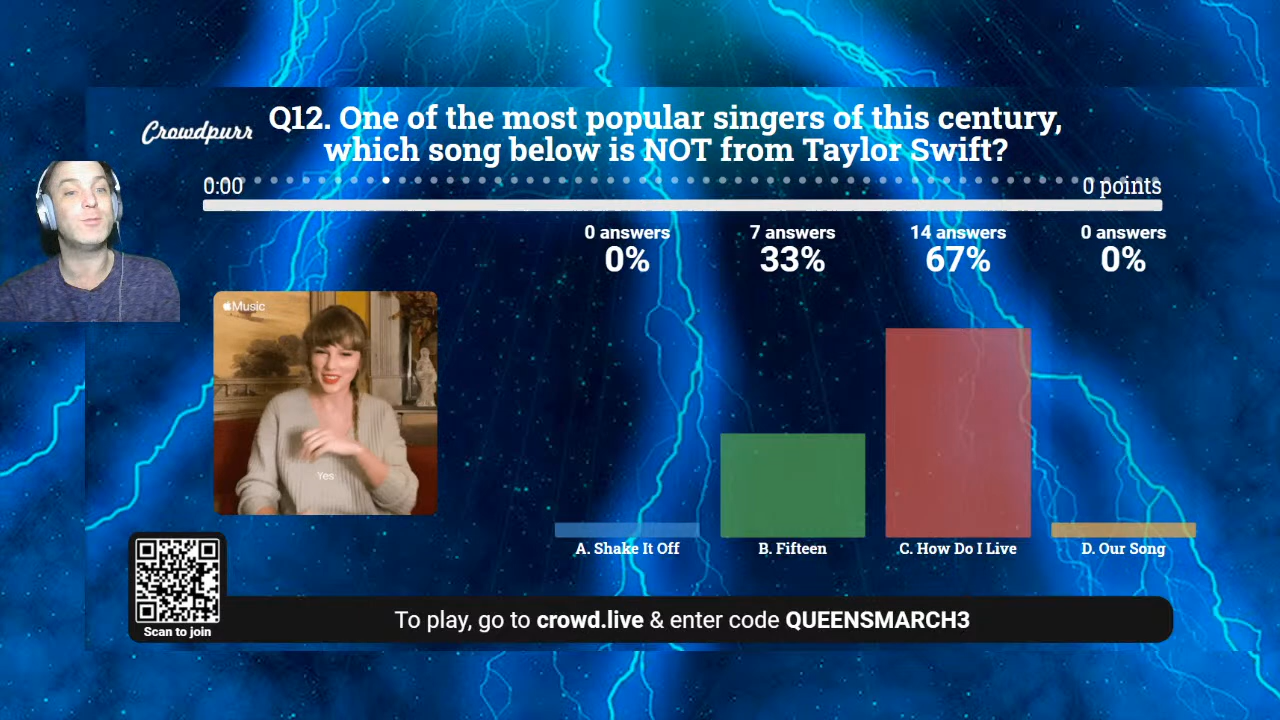 Crowdpurr
Q12. One of the most popular singers of this century,
which song below is NOT from Taylor Swift?
0:00
0 points
0 answers
0%
7 answers
33%
14 answers
67%
0 answers
0%
Music
Yes
A. Shake It Off
B. Fifteen
C. How Do I Live
D. Our Song
Scan to join
To play, go to crowd.live & enter code QUEENSMARCH3